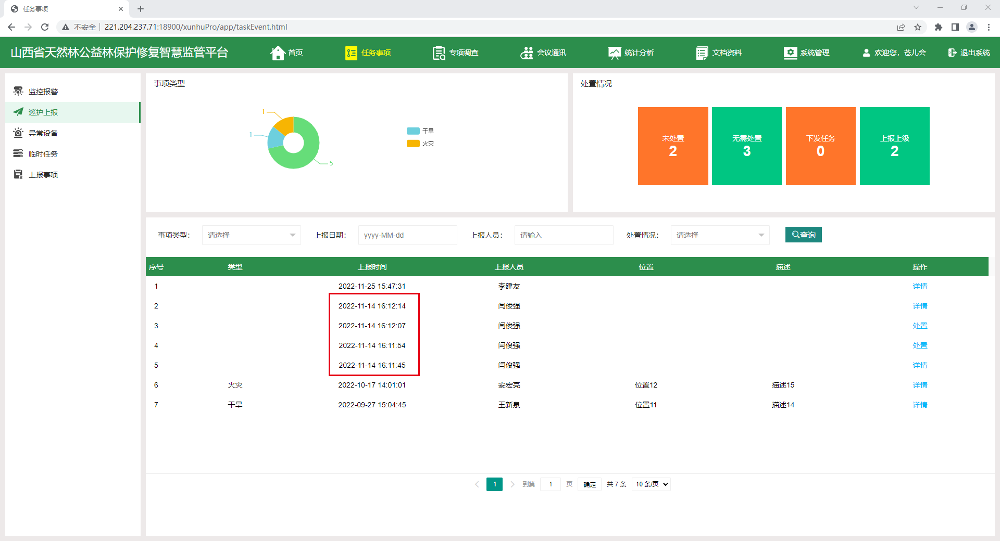 任务事项
不安全 221.204.237.71:18900/xunhuPro/app/taskEvent.html
山西省天然林公益林保护修复智慧监管平台 首页 任务事项 专项调查 会议通讯 统计分析 文档资料 系统管理 欢迎您，苍儿会 退出系统
监控报警
巡护上报
异常设备
临时任务
上报事项
事项类型
1
1
5
干旱
火灾
处置情况
未处置 无需处置 下发任务 上报上级
2 3 0 2
事项类型： 请选择 上报日期： yyyy-MM-dd 上报人员： 请输入 处置情况： 请选择 查询
序号 类型 上报时间 上报人员 位置 描述 操作
1 2022-11-25 15:47:31 李建友 详情
2 2022-11-14 16:12:14 闫俊强 详情
3 2022-11-14 16:12:07 闫俊强 处置
4 2022-11-14 16:11:54 闫俊强 处置
5 2022-11-14 16:11:45 闫俊强 详情
6 火灾 2022-10-17 14:01:01 安宏亮 位置12 描述15 详情
7 干旱 2022-09-27 15:04:45 王新泉 位置11 描述14 详情
1 到第 1 页 确定 共 7 条 10 条/页